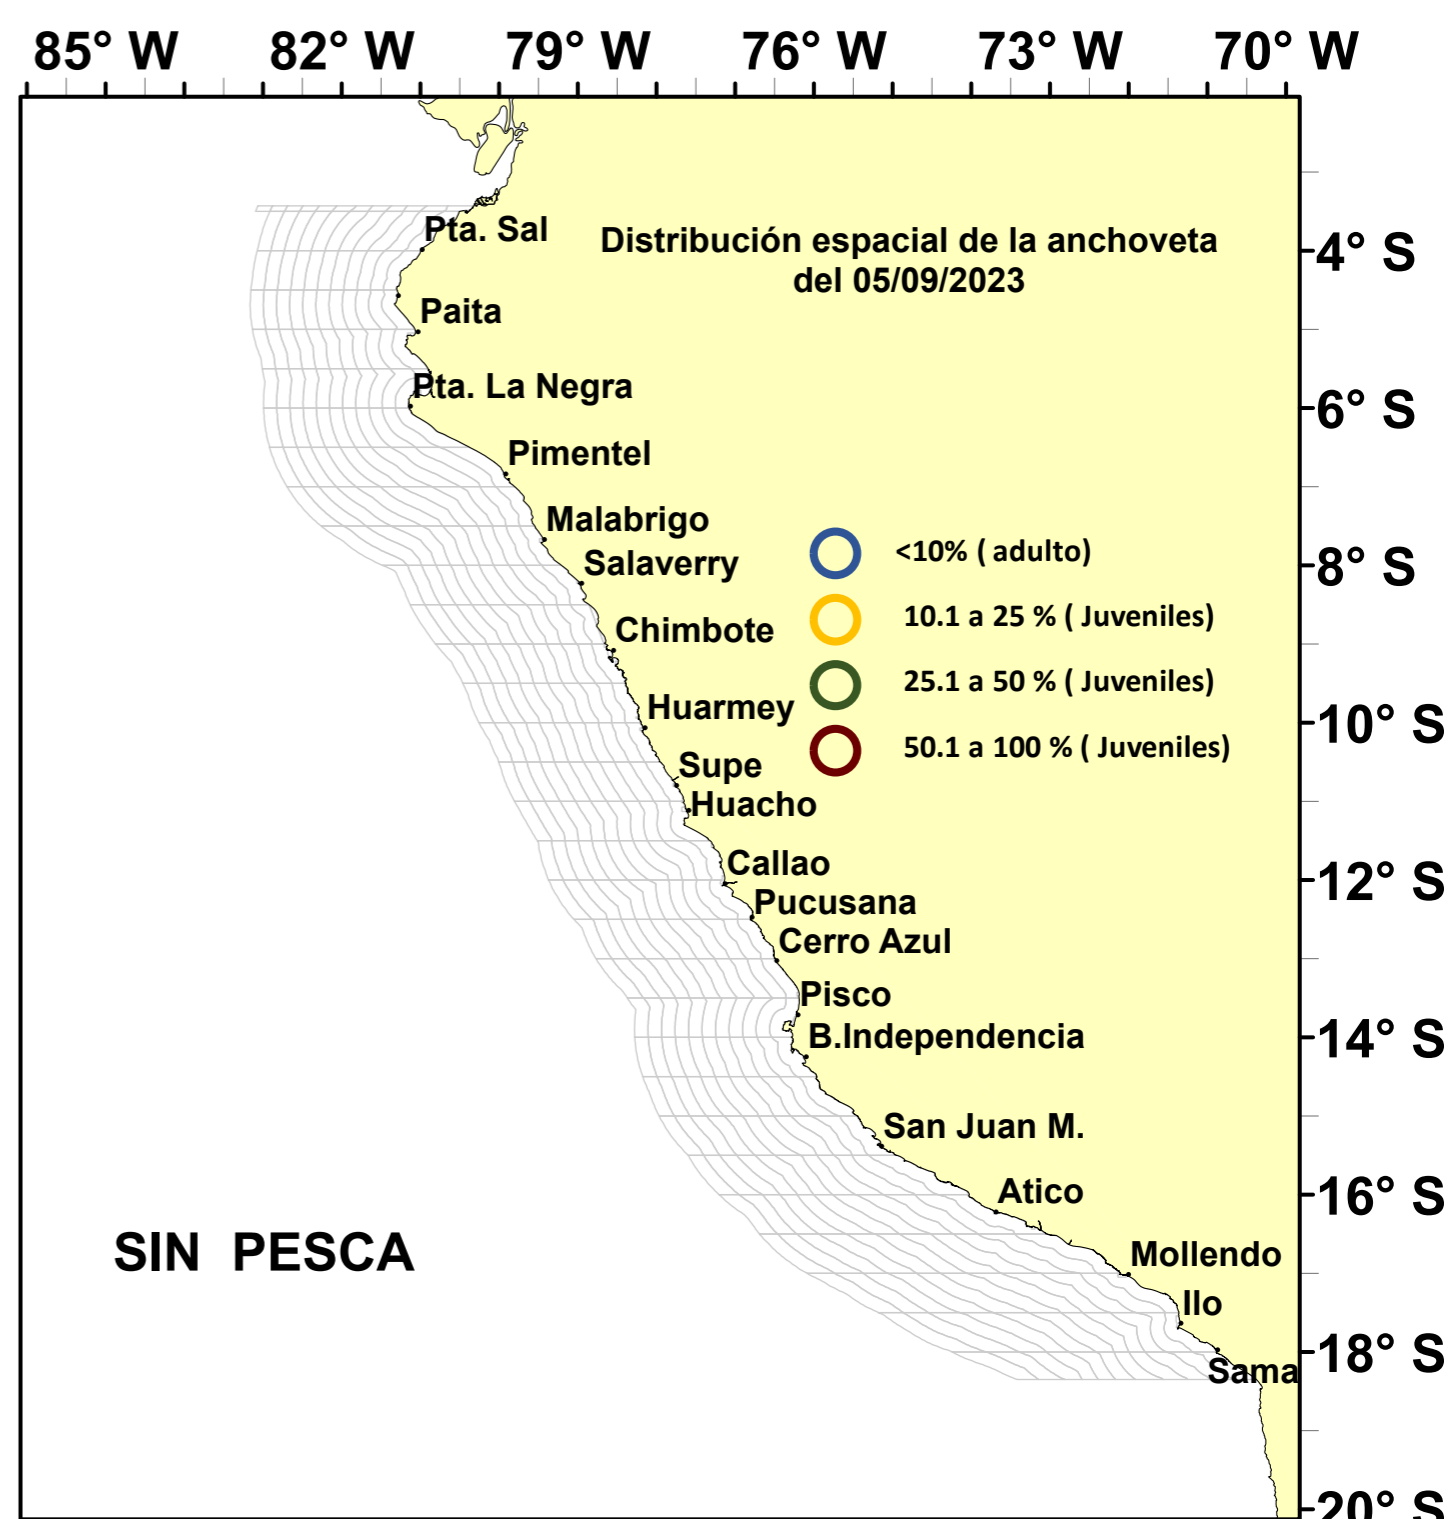 85° W 82° W 79° W 76° W 73° W 70° W
Pta. Sal
Distribución espacial de la anchoveta
del 05/09/2023
4° S
Paita
Pta. La Negra
6° S
Pimentel
Malabrigo
<10% ( adulto)
Salaverry
8° S
10.1 a 25 % ( Juveniles)
Chimbote
25.1 a 50 % ( Juveniles)
Huarmey
10° S
50.1 a 100 % ( Juveniles)
Supe
Huacho
Callao
12° S
Pucusana
Cerro Azul
Pisco
B.Independencia
14° S
San Juan M.
Atico
16° S
SIN PESCA
Mollendo
Ilo
18° S
Sama
20° S